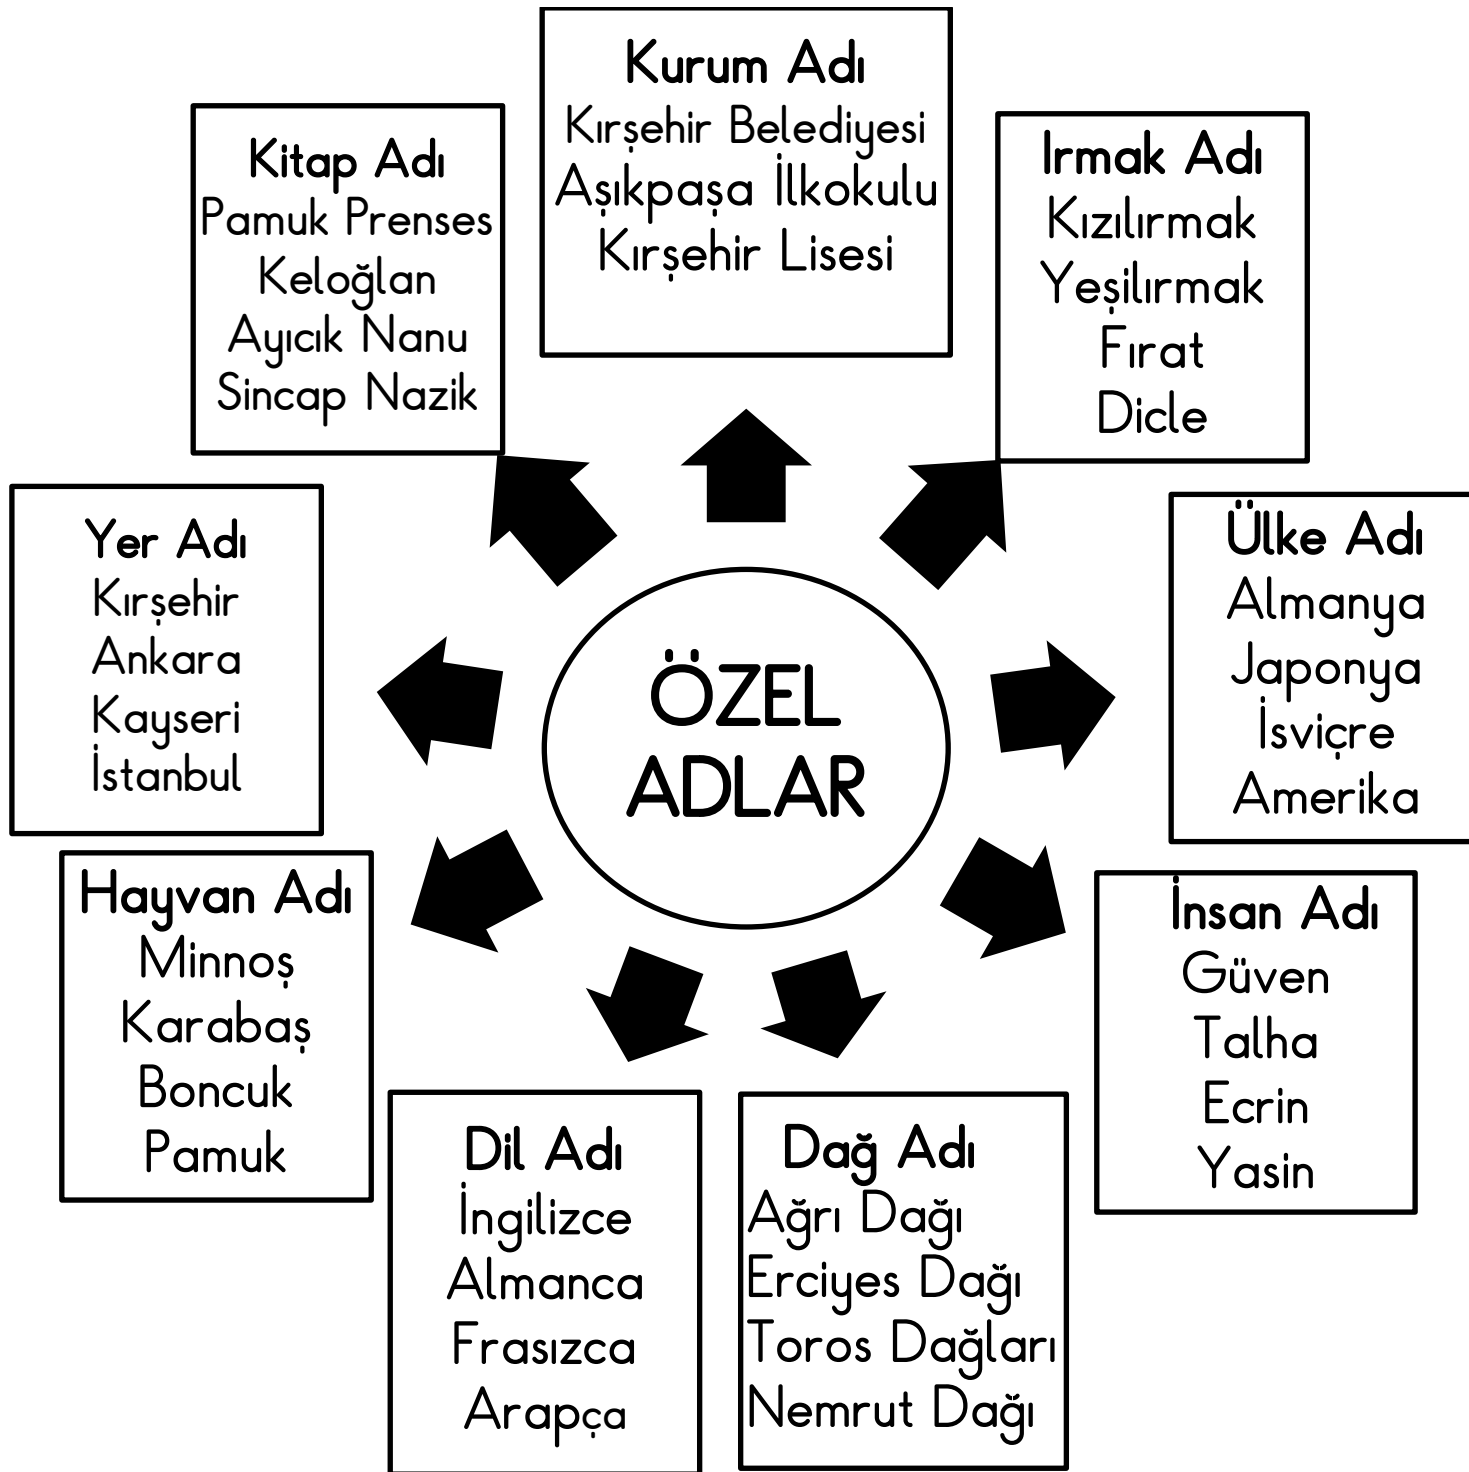 Kurum Adı
Kırşehir Belediyesi
Aşıkpaşa İlkokulu
Kırşehir Lisesi
Kitap Adı
Pamuk Prenses
Keloğlan
Ayıcık Nanu
Sincap Nazik
Irmak Adı
Kızılırmak
Yeşilırmak
Fırat
Dicle
Yer Adı
Kırşehir
Ankara
Kayseri
İstanbul
ÖZEL
ADLAR
Ülke Adı
Almanya
Japonya
İsviçre
Amerika
Hayvan Adı
Minnoş
Karabaş
Boncuk
Pamuk
İnsan Adı
Güven
Talha
Ecrin
Yasin
Dil Adı
İngilizce
Almanca
Frasızca
Arapça
Dağ Adı
Ağrı Dağı
Erciyes Dağı
Toros Dağları
Nemrut Dağı